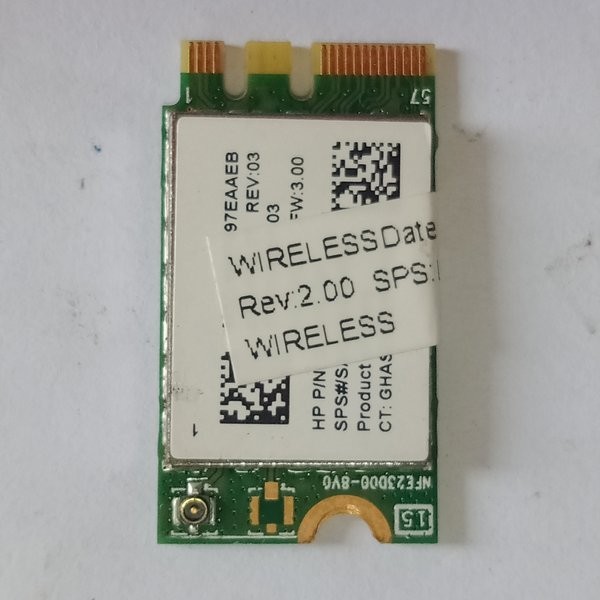 1
57
97EAAEB
REV:03
03
FW:3.00
WIRELESS Date
Rev:2.00 SPS:
WIRELESS
HP P/N
SPS#/S
Product
CT: GHAS
1
NFE23D00-8V0
15